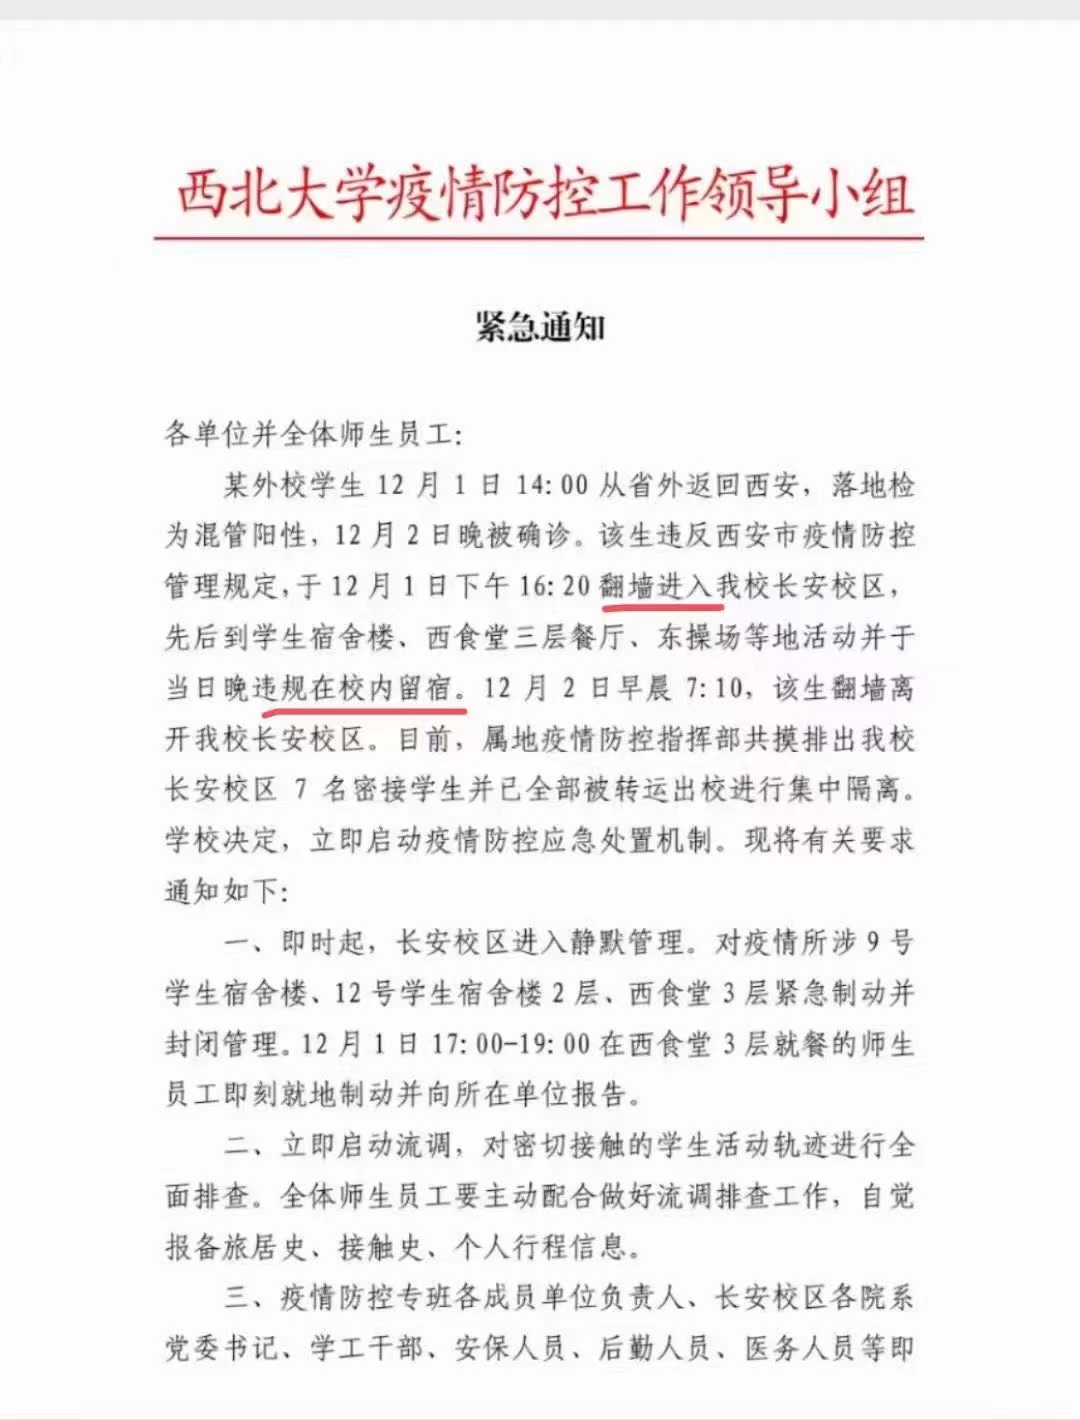 西北大学疫情防控工作领导小组
紧急通知
各单位并全体师生员工:
某外校学生 12 月 1 日 14:00 从省外返回西安，落地检
为混管阳性，12 月 2 日晚被确诊。该生违反西安市疫情防控
管理规定,于 12 月 1 日下午 16:20 翻墙进入我校长安校区，
先后到学生宿舍楼、西食堂三层餐厅、东操场等地活动并于
当日晚违规在校内留宿。12 月 2 日早晨 7:10，该生翻墙离
开我校长安校区。目前，属地疫情防控指挥部共摸排出我校
长安校区 7 名密接学生并已全部被转运出校进行集中隔离。
学校决定，立即启动疫情防控应急处置机制。现将有关要求
通知如下:
一、即时起，长安校区进入静默管理。对疫情所涉 9 号
学生宿舍楼、12 号学生宿舍楼 2 层、西食堂 3 层紧急制动并
封闭管理。12 月 1 日 17:00-19:00 在西食堂 3 层就餐的师生
员工即刻就地制动并向所在单位报告。
二、立即启动流调，对密切接触的学生活动轨迹进行全
面排查。全体师生员工要主动配合做好流调排查工作，自觉
报备旅居史、接触史、个人行程信息。
三、疫情防控专班各成员单位负责人、长安校区各院系
党委书记、学工干部、安保人员、后勤人员、医务人员等即